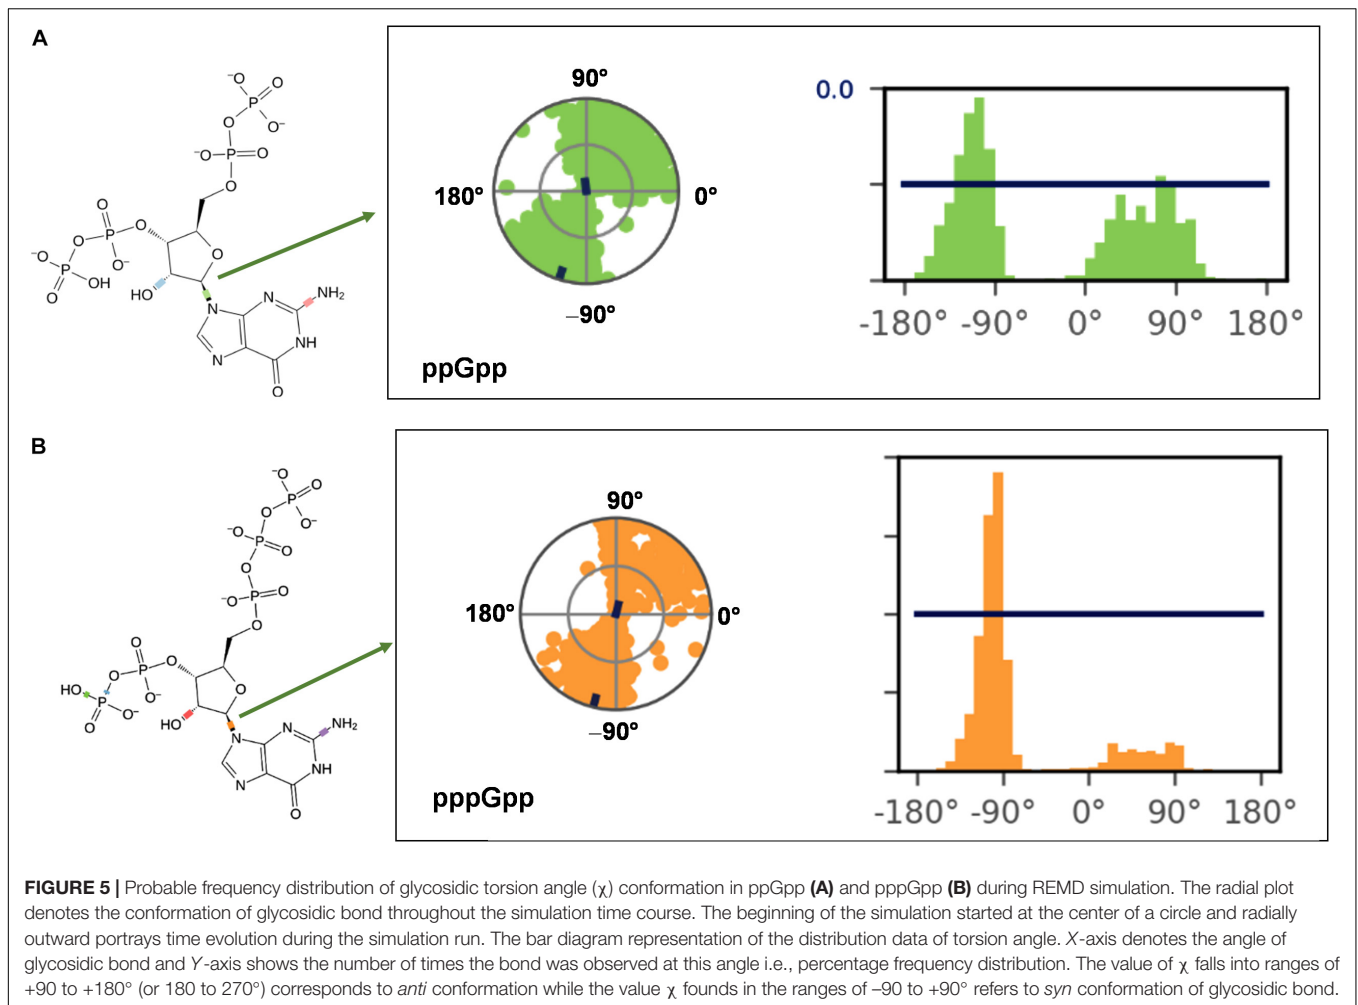 A
⁻O
O
P
O
O⁻
⁻O
P
O
O
90°
0.0
180°
0°
O
O
P
O
O
⁻O
P
O⁻
OH
O
HO
N
N
NH₂
N
NH
O
–90°
-180° -90° 0° 90° 180°
ppGpp
B
⁻O
O
P
O
O⁻
⁻O
P
O
O
⁻O
P
O
O
90°
180°
0°
O
O
P
O
O
HO
P
O⁻
O⁻
O
HO
N
N
NH₂
N
NH
O
–90°
pppGpp
-180° -90° 0° 90° 180°
FIGURE 5 | Probable frequency distribution of glycosidic torsion angle (χ) conformation in ppGpp (A) and pppGpp (B) during REMD simulation. The radial plot
denotes the conformation of glycosidic bond throughout the simulation time course. The beginning of the simulation started at the center of a circle and radially
outward portrays time evolution during the simulation run. The bar diagram representation of the distribution data of torsion angle. X-axis denotes the angle of
glycosidic bond and Y-axis shows the number of times the bond was observed at this angle i.e., percentage frequency distribution. The value of χ falls into ranges of
+90 to +180° (or 180 to 270°) corresponds to anti conformation while the value χ founds in the ranges of –90 to +90° refers to syn conformation of glycosidic bond.